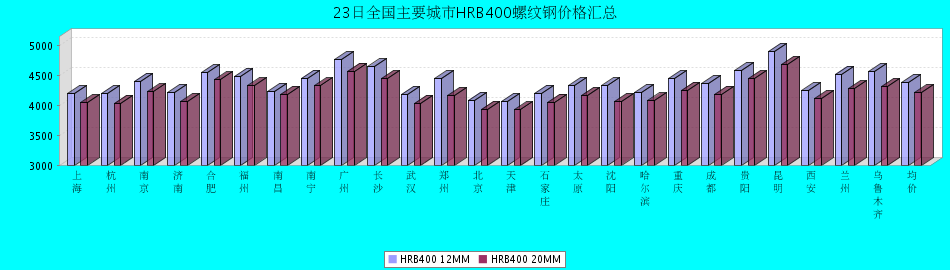 23日全国主要城市HRB400螺纹钢价格汇总
5000
4500
4000
3500
3000
上海
杭州
南京
济南
合肥
福州
南昌
南宁
广州
长沙
武汉
郑州
北京
天津
石家庄
太原
沈阳
哈尔滨
重庆
成都
贵阳
昆明
西安
兰州
乌鲁木齐
均价
HRB400 12MM HRB400 20MM